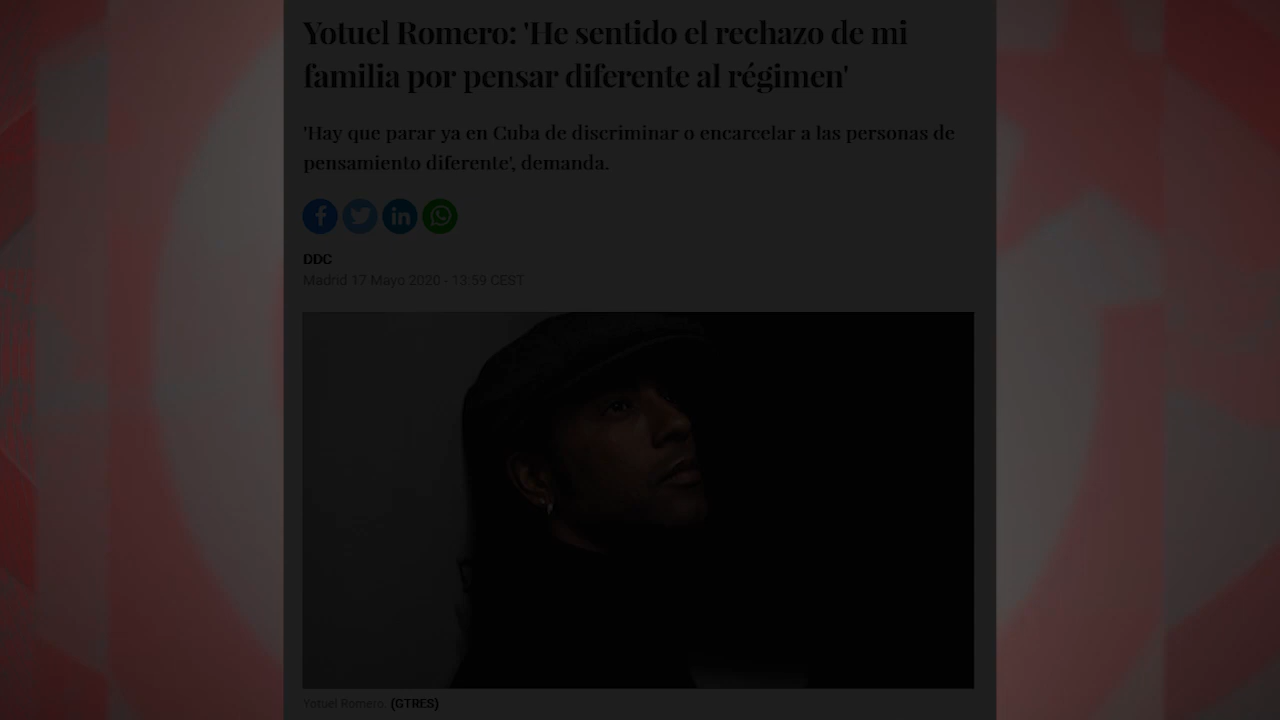 Yotuel Romero: 'He sentido el rechazo de mi
familia por pensar diferente al régimen'
'Hay que parar ya en Cuba de discriminar o encarcelar a las personas de
pensamiento diferente', demanda.
DDC
Madrid 17 Mayo 2020 - 13:59 CEST
Yotuel Romero. (GTRES)